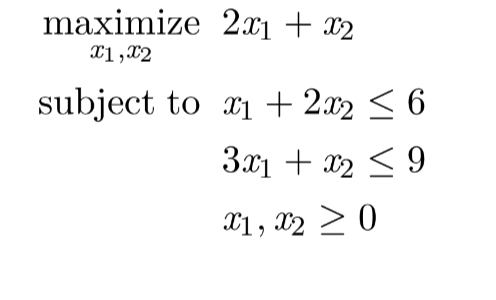 maximize 2x₁ + x₂
x₁,x₂
subject to x₁ + 2x₂ ≤ 6
3x₁ + x₂ ≤ 9
x₁, x₂ ≥ 0